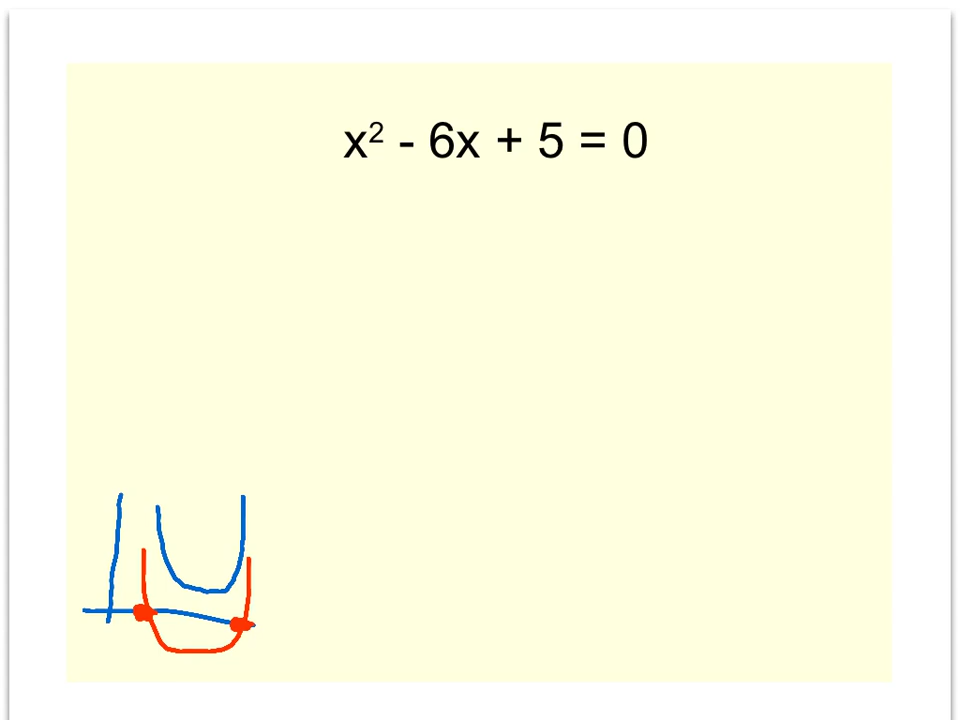 x² - 6x + 5 = 0